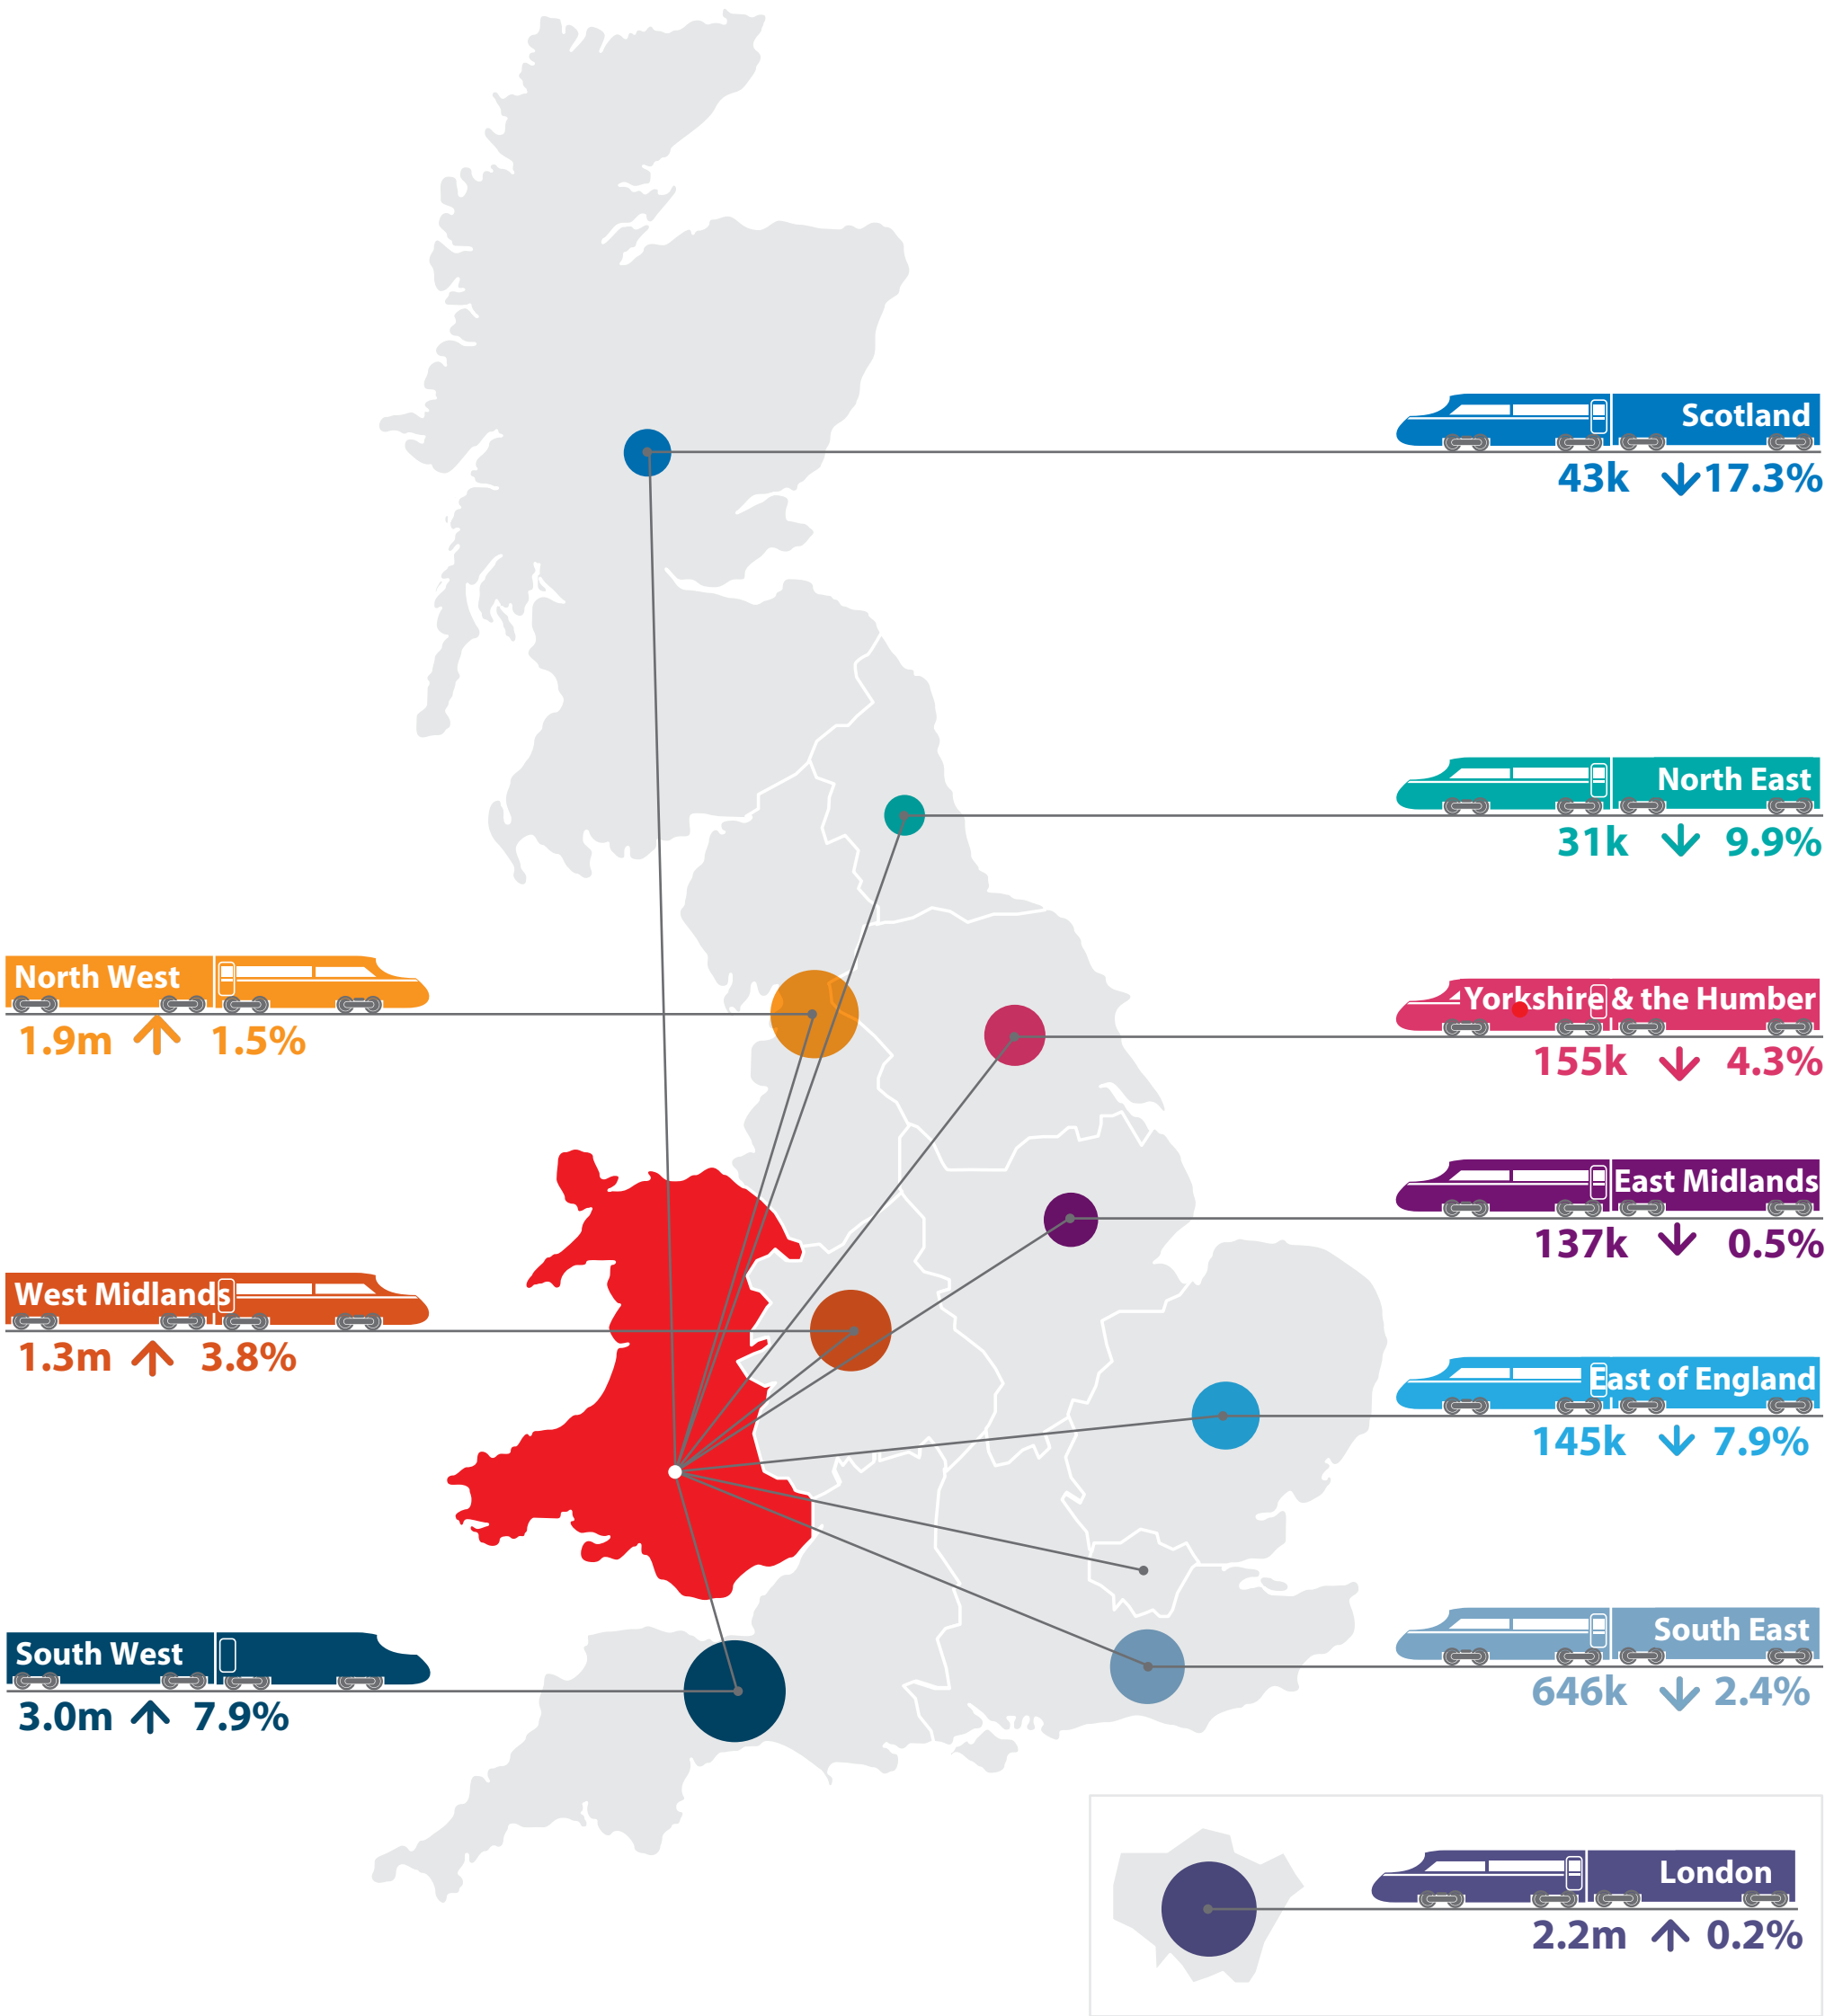 Scotland
43k ↓ 17.3%
North East
31k ↓ 9.9%
North West
1.9m ↑ 1.5%
Yorkshire & the Humber
155k ↓ 4.3%
East Midlands
137k ↓ 0.5%
West Midlands
1.3m ↑ 3.8%
East of England
145k ↓ 7.9%
South East
646k ↓ 2.4%
South West
3.0m ↑ 7.9%
London
2.2m ↑ 0.2%